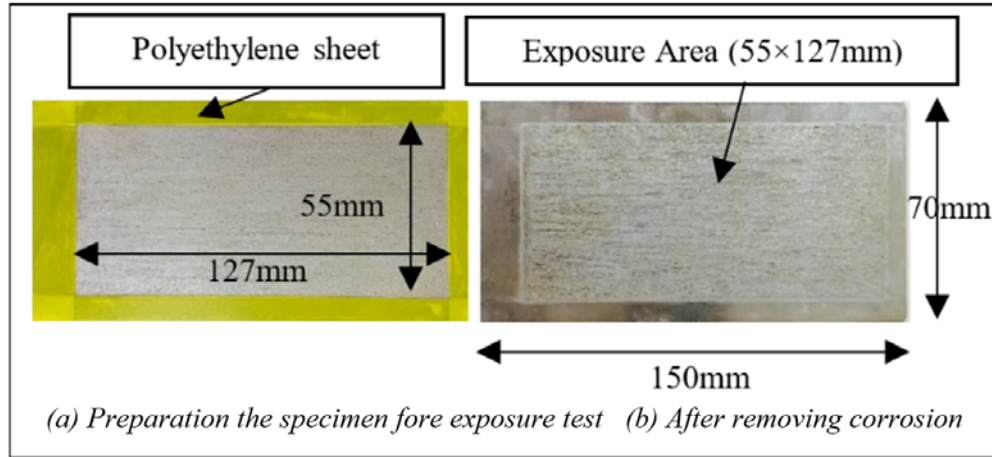 Polyethylene sheet
Exposure Area (55×127mm)
55mm
127mm
70mm
150mm
(a) Preparation the specimen fore exposure test
(b) After removing corrosion